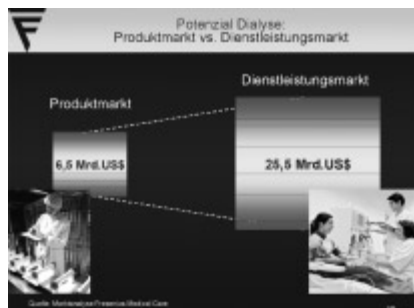 Potenzial Dialyse:
Produktmarkt vs. Dienstleistungsmarkt
Dienstleistungsmarkt
Produktmarkt
6,5 Mrd.US$
25,5 Mrd.US$
Quelle: Marktanalyse Fresenius Medical Care